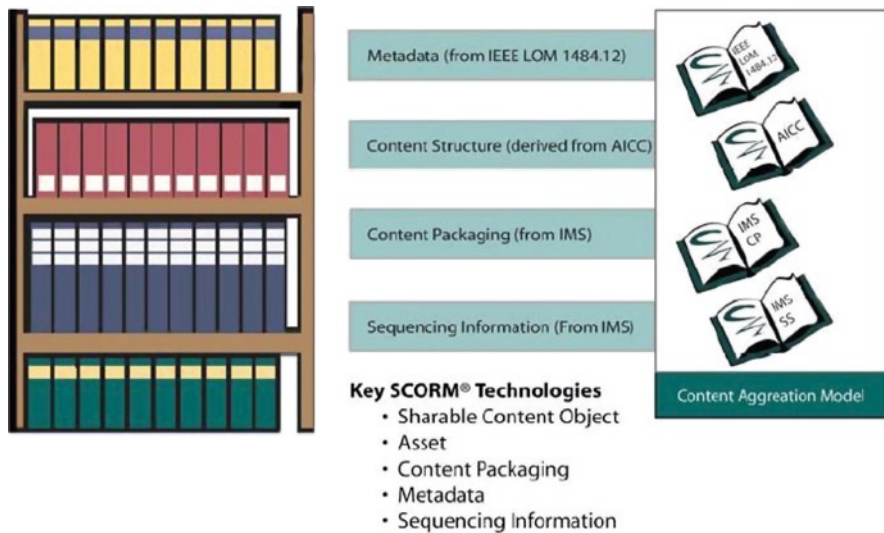 Metadata (from IEEE LOM 1484.12)
Content Structure (derived from AICC)
Content Packaging (from IMS)
Sequencing Information (From IMS)
IEEE
LOM
1484.12
AICC
IMS
CP
IMS
SS
Content Aggreation Model
Key SCORM® Technologies
• Sharable Content Object
• Asset
• Content Packaging
• Metadata
• Sequencing Information